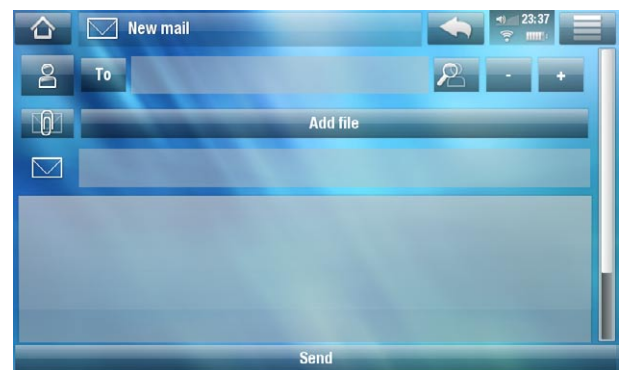 New mail
23:37
To
-
+
Add file
Send